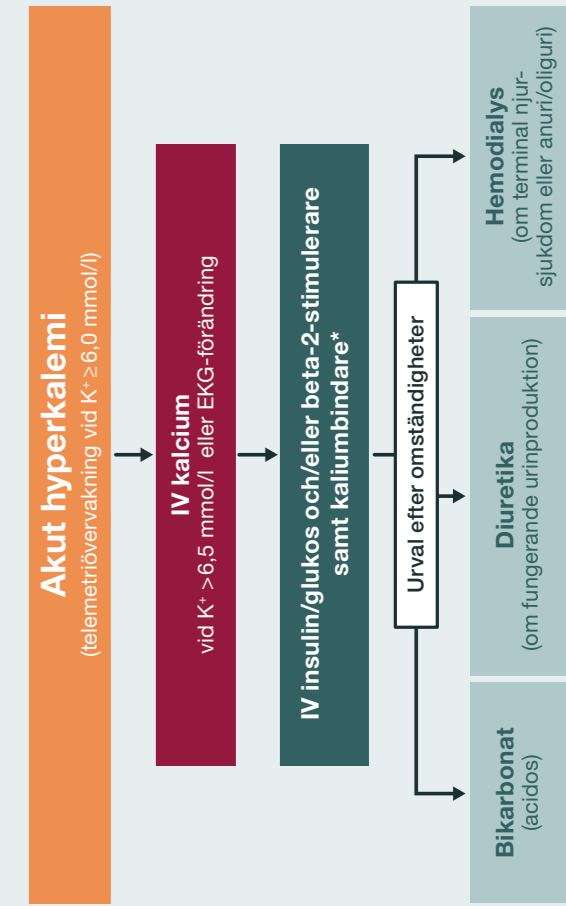 Akut hyperkalemi
(telemetriövervakning vid K⁺ ≥ 6,0 mmol/l)
IV kalcium
vid K⁺ >6,5 mmol/l eller EKG-förändring
IV insulin/glukos och/eller beta-2-stimulerare
samt kaliumbindare*
Urval efter omständigheter
Bikarbonat
(acidos)
Diuretika
(om fungerande urinproduktion)
Hemodialys
(om terminal njur-
sjukdom eller anuri/oliguri)